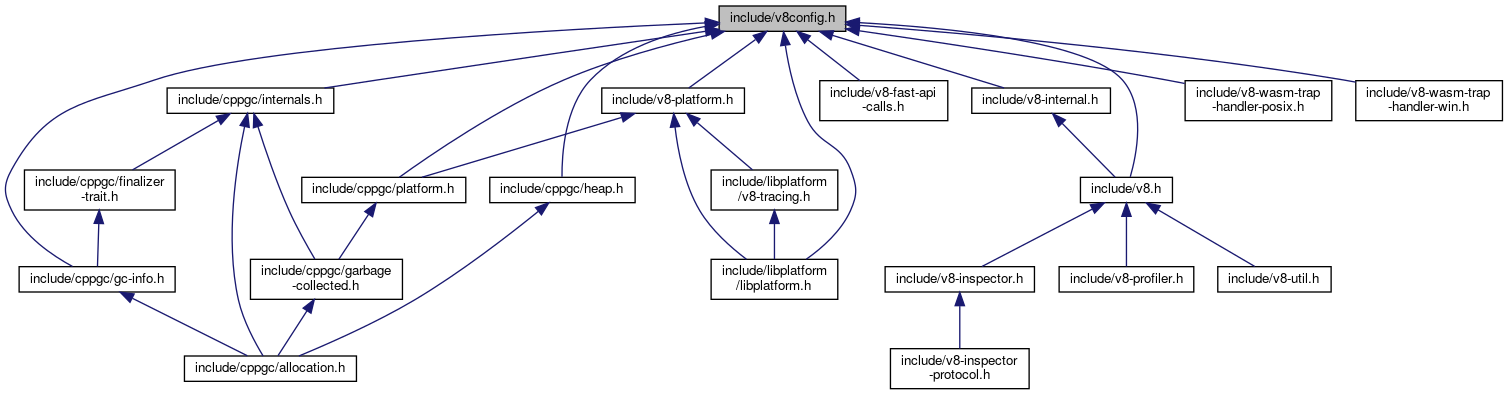 include/v8config.h
include/cppgc/internals.h
include/v8-platform.h
include/v8-fast-api
-calls.h
include/v8-internal.h
include/v8-wasm-trap
-handler-posix.h
include/v8-wasm-trap
-handler-win.h
include/cppgc/finalizer
-trait.h
include/cppgc/platform.h
include/cppgc/heap.h
include/libplatform
/v8-tracing.h
include/v8.h
include/cppgc/gc-info.h
include/cppgc/garbage
-collected.h
include/libplatform
/libplatform.h
include/v8-inspector.h
include/v8-profiler.h
include/v8-util.h
include/cppgc/allocation.h
include/v8-inspector
-protocol.h